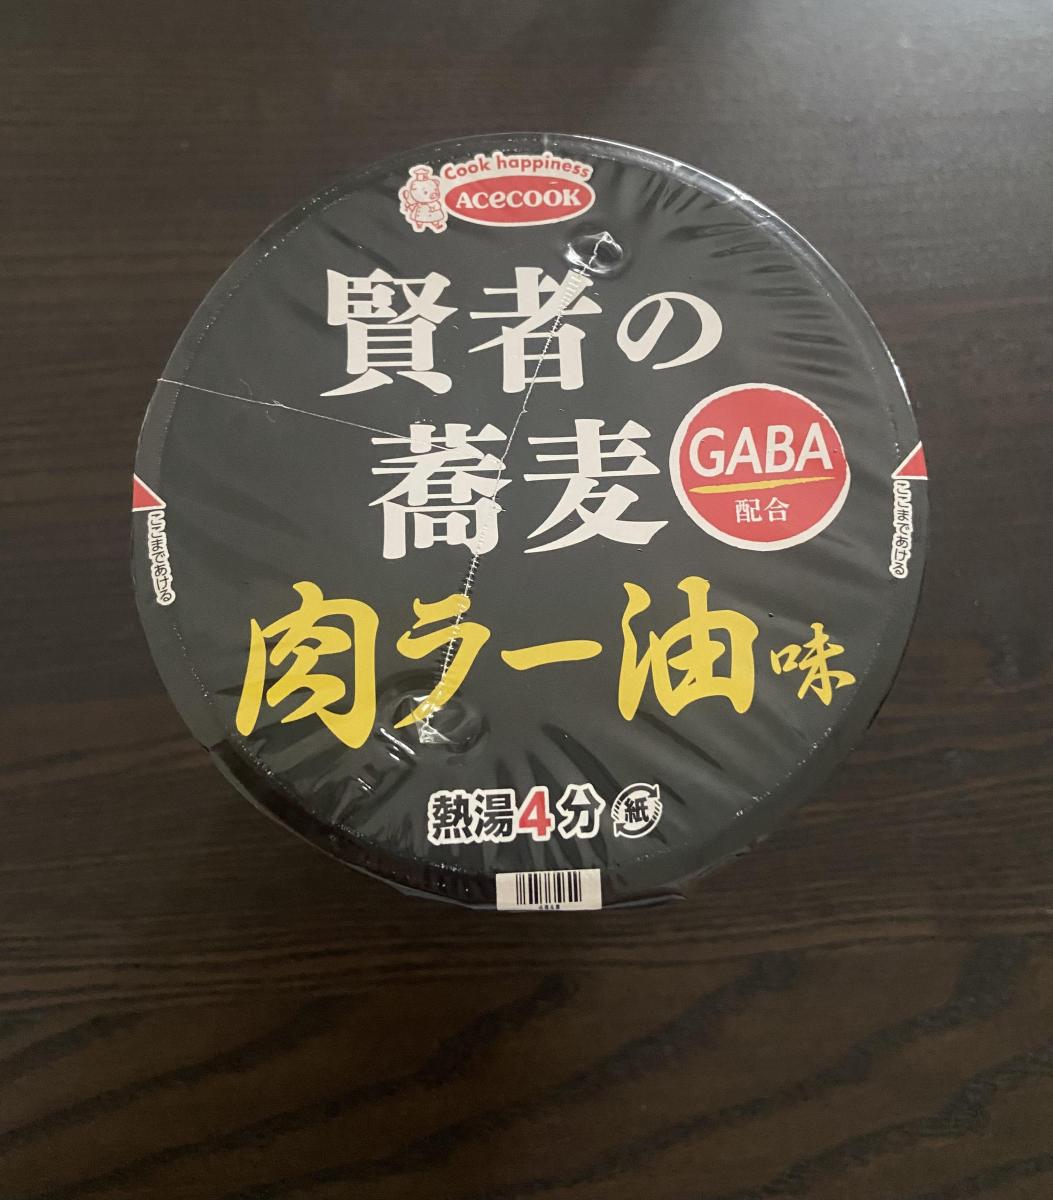 Cook happiness
ACECOOK
賢者の
蕎麦
GABA
配合
ここまであける
ここまであける
肉ラー油味
熱湯4分
紙